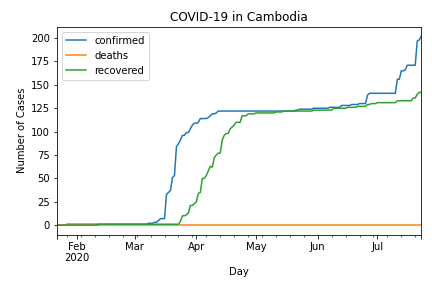 COVID-19 in Cambodia
confirmed
deaths
recovered
Number of Cases
200
175
150
125
100
75
50
25
0
Feb
2020
Mar
Apr
May
Jun
Jul
Day